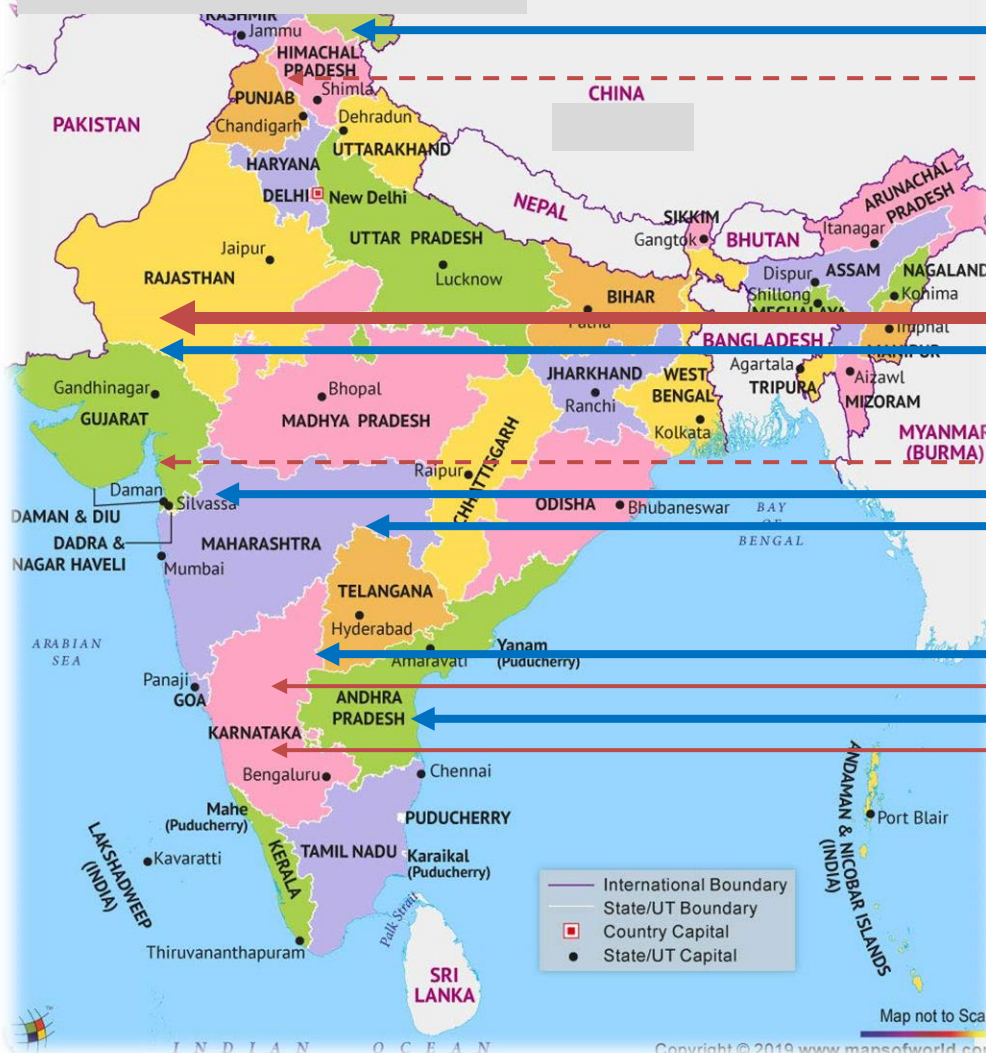 KASHMIR
Jammu
HIMACHAL
PRADESH
Shimla
PUNJAB
Chandigarh
Dehradun
UTTARAKHAND
CHINA
PAKISTAN
HARYANA
DELHI
New Delhi
NEPAL
ARUNACHAL
PRADESH
Itanagar
SIKKIM
Gangtok
BHUTAN
UTTAR PRADESH
Lucknow
Jaipur
RAJASTHAN
Dispur
ASSAM
NAGALAND
Kohima
Shillong
MEGHALAYA
BIHAR
Patna
Imphal
MANIPUR
BANGLADESH
Agartala
TRIPURA
Aizawl
MIZORAM
JHARKHAND
Ranchi
WEST
BENGAL
Kolkata
MYANMAR
(BURMA)
Gandhinagar
GUJARAT
Bhopal
MADHYA PRADESH
CHHATTISGARH
Raipur
ODISHA
Bhubaneswar
BAY
OF
BENGAL
Daman
Silvassa
DAMAN & DIU
DADRA &
NAGAR HAVELI
MAHARASHTRA
Mumbai
TELANGANA
Hyderabad
Yanam
(Puducherry)
Amaravati
ARABIAN
SEA
Panaji
GOA
ANDHRA
PRADESH
KARNATAKA
Bengaluru
Chennai
Mahe
(Puducherry)
PUDUCHERRY
KERALA
TAMIL NADU
Karaikal
(Puducherry)
LAKSHADWEEP
(INDIA)
Kavaratti
ANDAMAN & NICOBAR ISLANDS
(INDIA)
Port Blair
Thiruvananthapuram
Palk Strait
SRI
LANKA
International Boundary
State/UT Boundary
Country Capital
State/UT Capital
Map not to Sca
INDIAN OCEAN
Copyright © 2019 www.mapsofworld.com